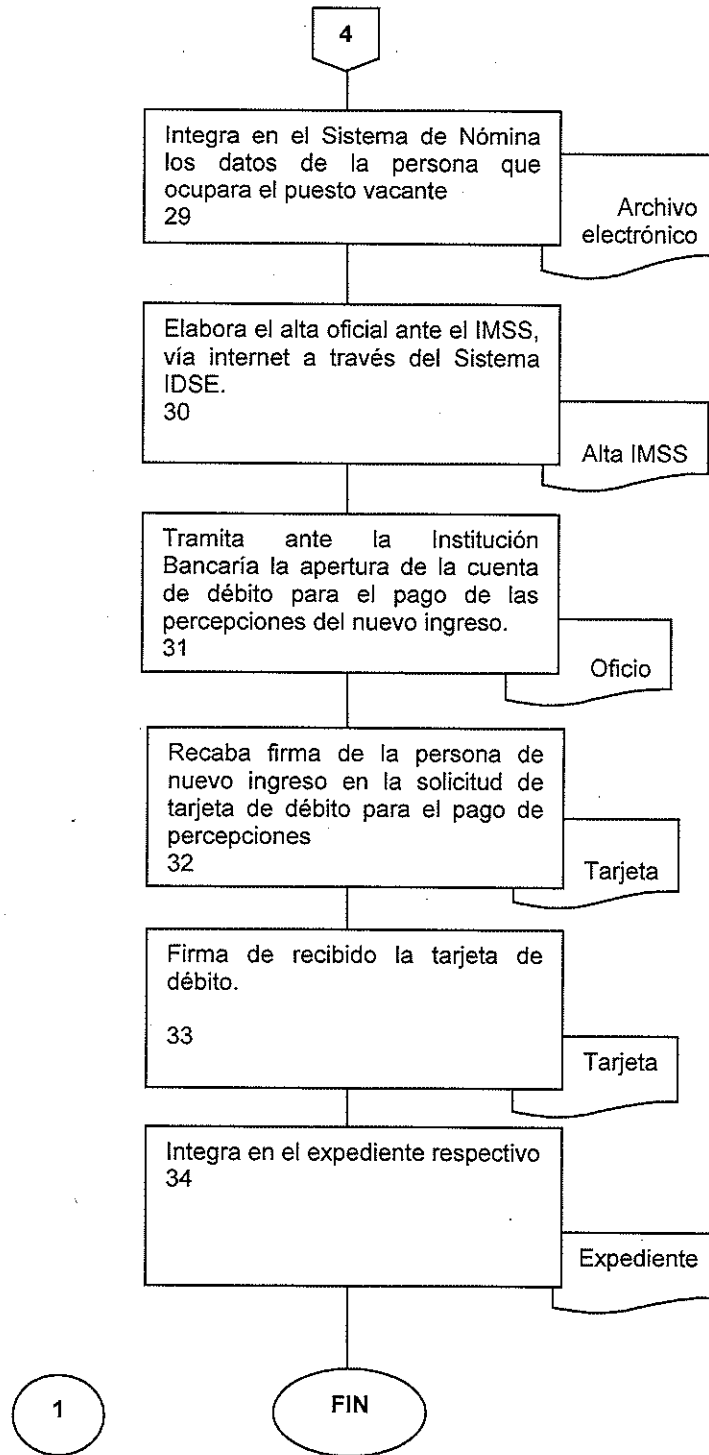 4
Integra en el Sistema de Nómina
los datos de la persona que
ocupara el puesto vacante
29
Archivo
electrónico
Elabora el alta oficial ante el IMSS,
vía internet a través del Sistema
IDSE.
30
Alta IMSS
Tramita ante la Institución
Bancaría la apertura de la cuenta
de débito para el pago de las
percepciones del nuevo ingreso.
31
Oficio
Recaba firma de la persona de
nuevo ingreso en la solicitud de
tarjeta de débito para el pago de
percepciones
32
Tarjeta
Firma de recibido la tarjeta de
débito.
33
Tarjeta
Integra en el expediente respectivo
34
Expediente
1
FIN